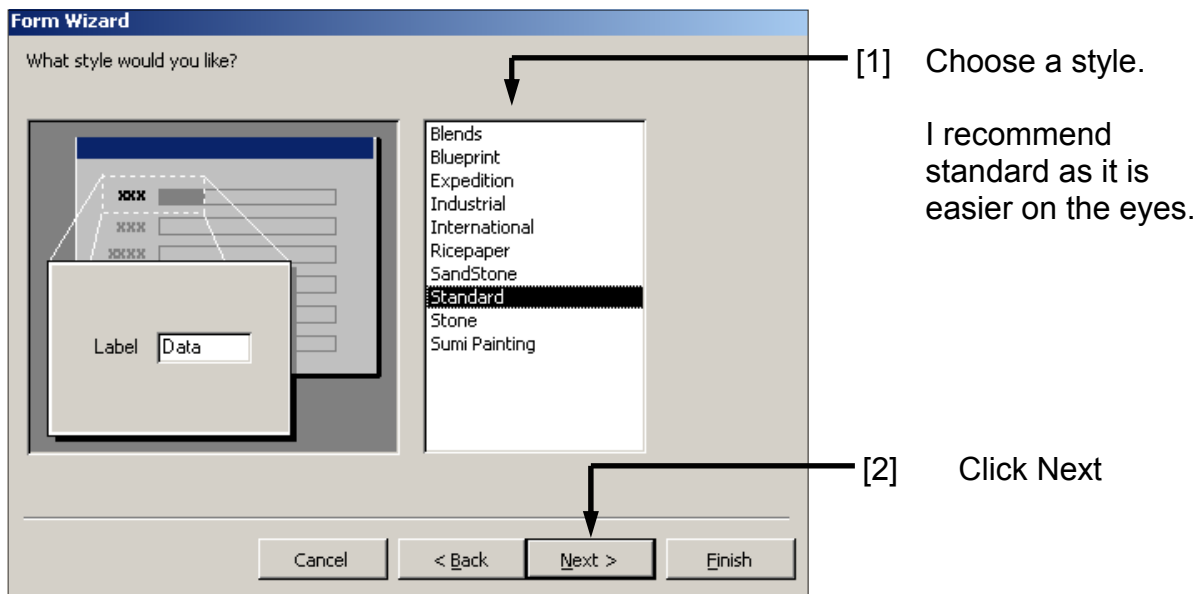 Form Wizard
What style would you like?
[1] Choose a style.
I recommend
standard as it is
easier on the eyes.
xxx
xxx
xxxx
Label Data
Blends
Blueprint
Expedition
Industrial
International
Ricepaper
SandStone
Standard
Stone
Sumi Painting
[2] Click Next
Cancel < Back Next > Finish